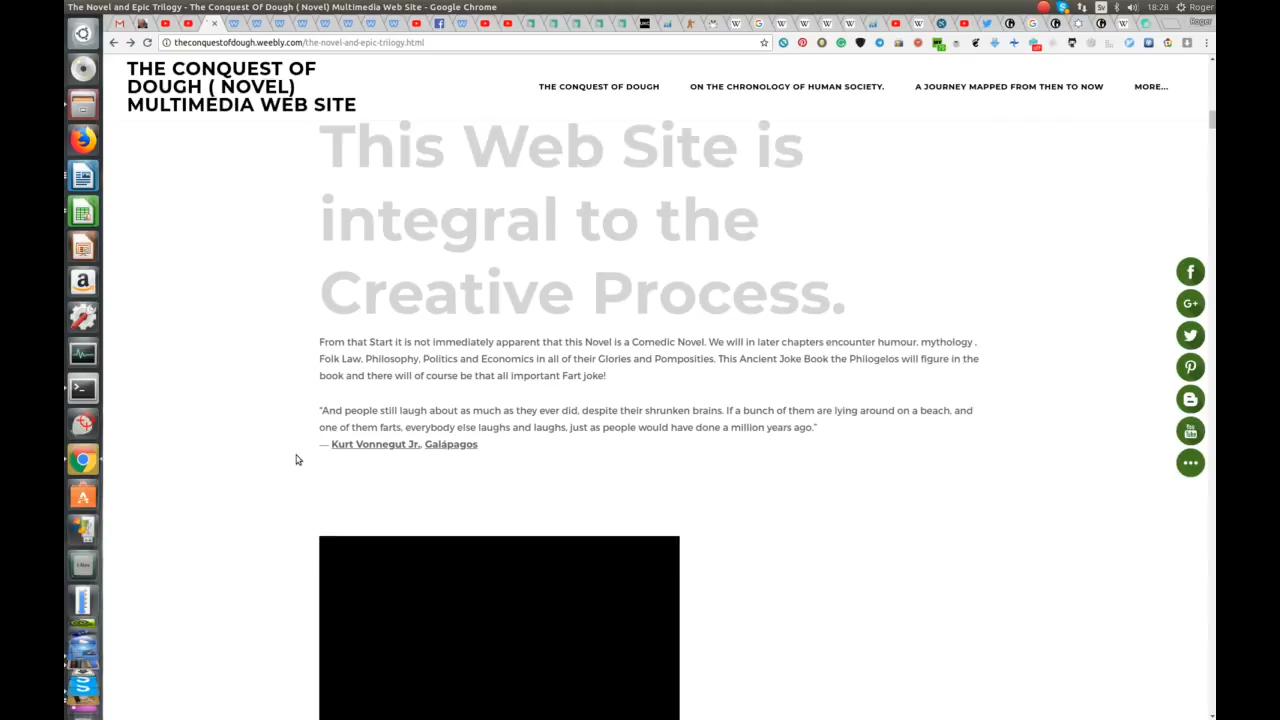 The Novel and Epic Trilogy - The Conquest Of Dough ( Novel) Multimedia Web Site - Google Chrome
Sv
18:28
Roger
Roger
theconquestofdough.weebly.com/the-novel-and-epic-trilogy.html
THE CONQUEST OF
DOUGH ( NOVEL)
MULTIMEDIA WEB SITE
THE CONQUEST OF DOUGH
ON THE CHRONOLOGY OF HUMAN SOCIETY.
A JOURNEY MAPPED FROM THEN TO NOW
MORE...
This Web Site is
integral to the
Creative Process.
From that Start it is not immediately apparent that this Novel is a Comedic Novel. We will in later chapters encounter humour, mythology ,
Folk Law, Philosophy, Politics and Economics in all of their Glories and Pomposities. This Ancient Joke Book the Philogelos will figure in the
book and there will of course be that all important Fart joke!
“And people still laugh about as much as they ever did, despite their shrunken brains. If a bunch of them are lying around on a beach, and
one of them farts, everybody else laughs and laughs, just as people would have done a million years ago.”
― Kurt Vonnegut Jr., Galápagos